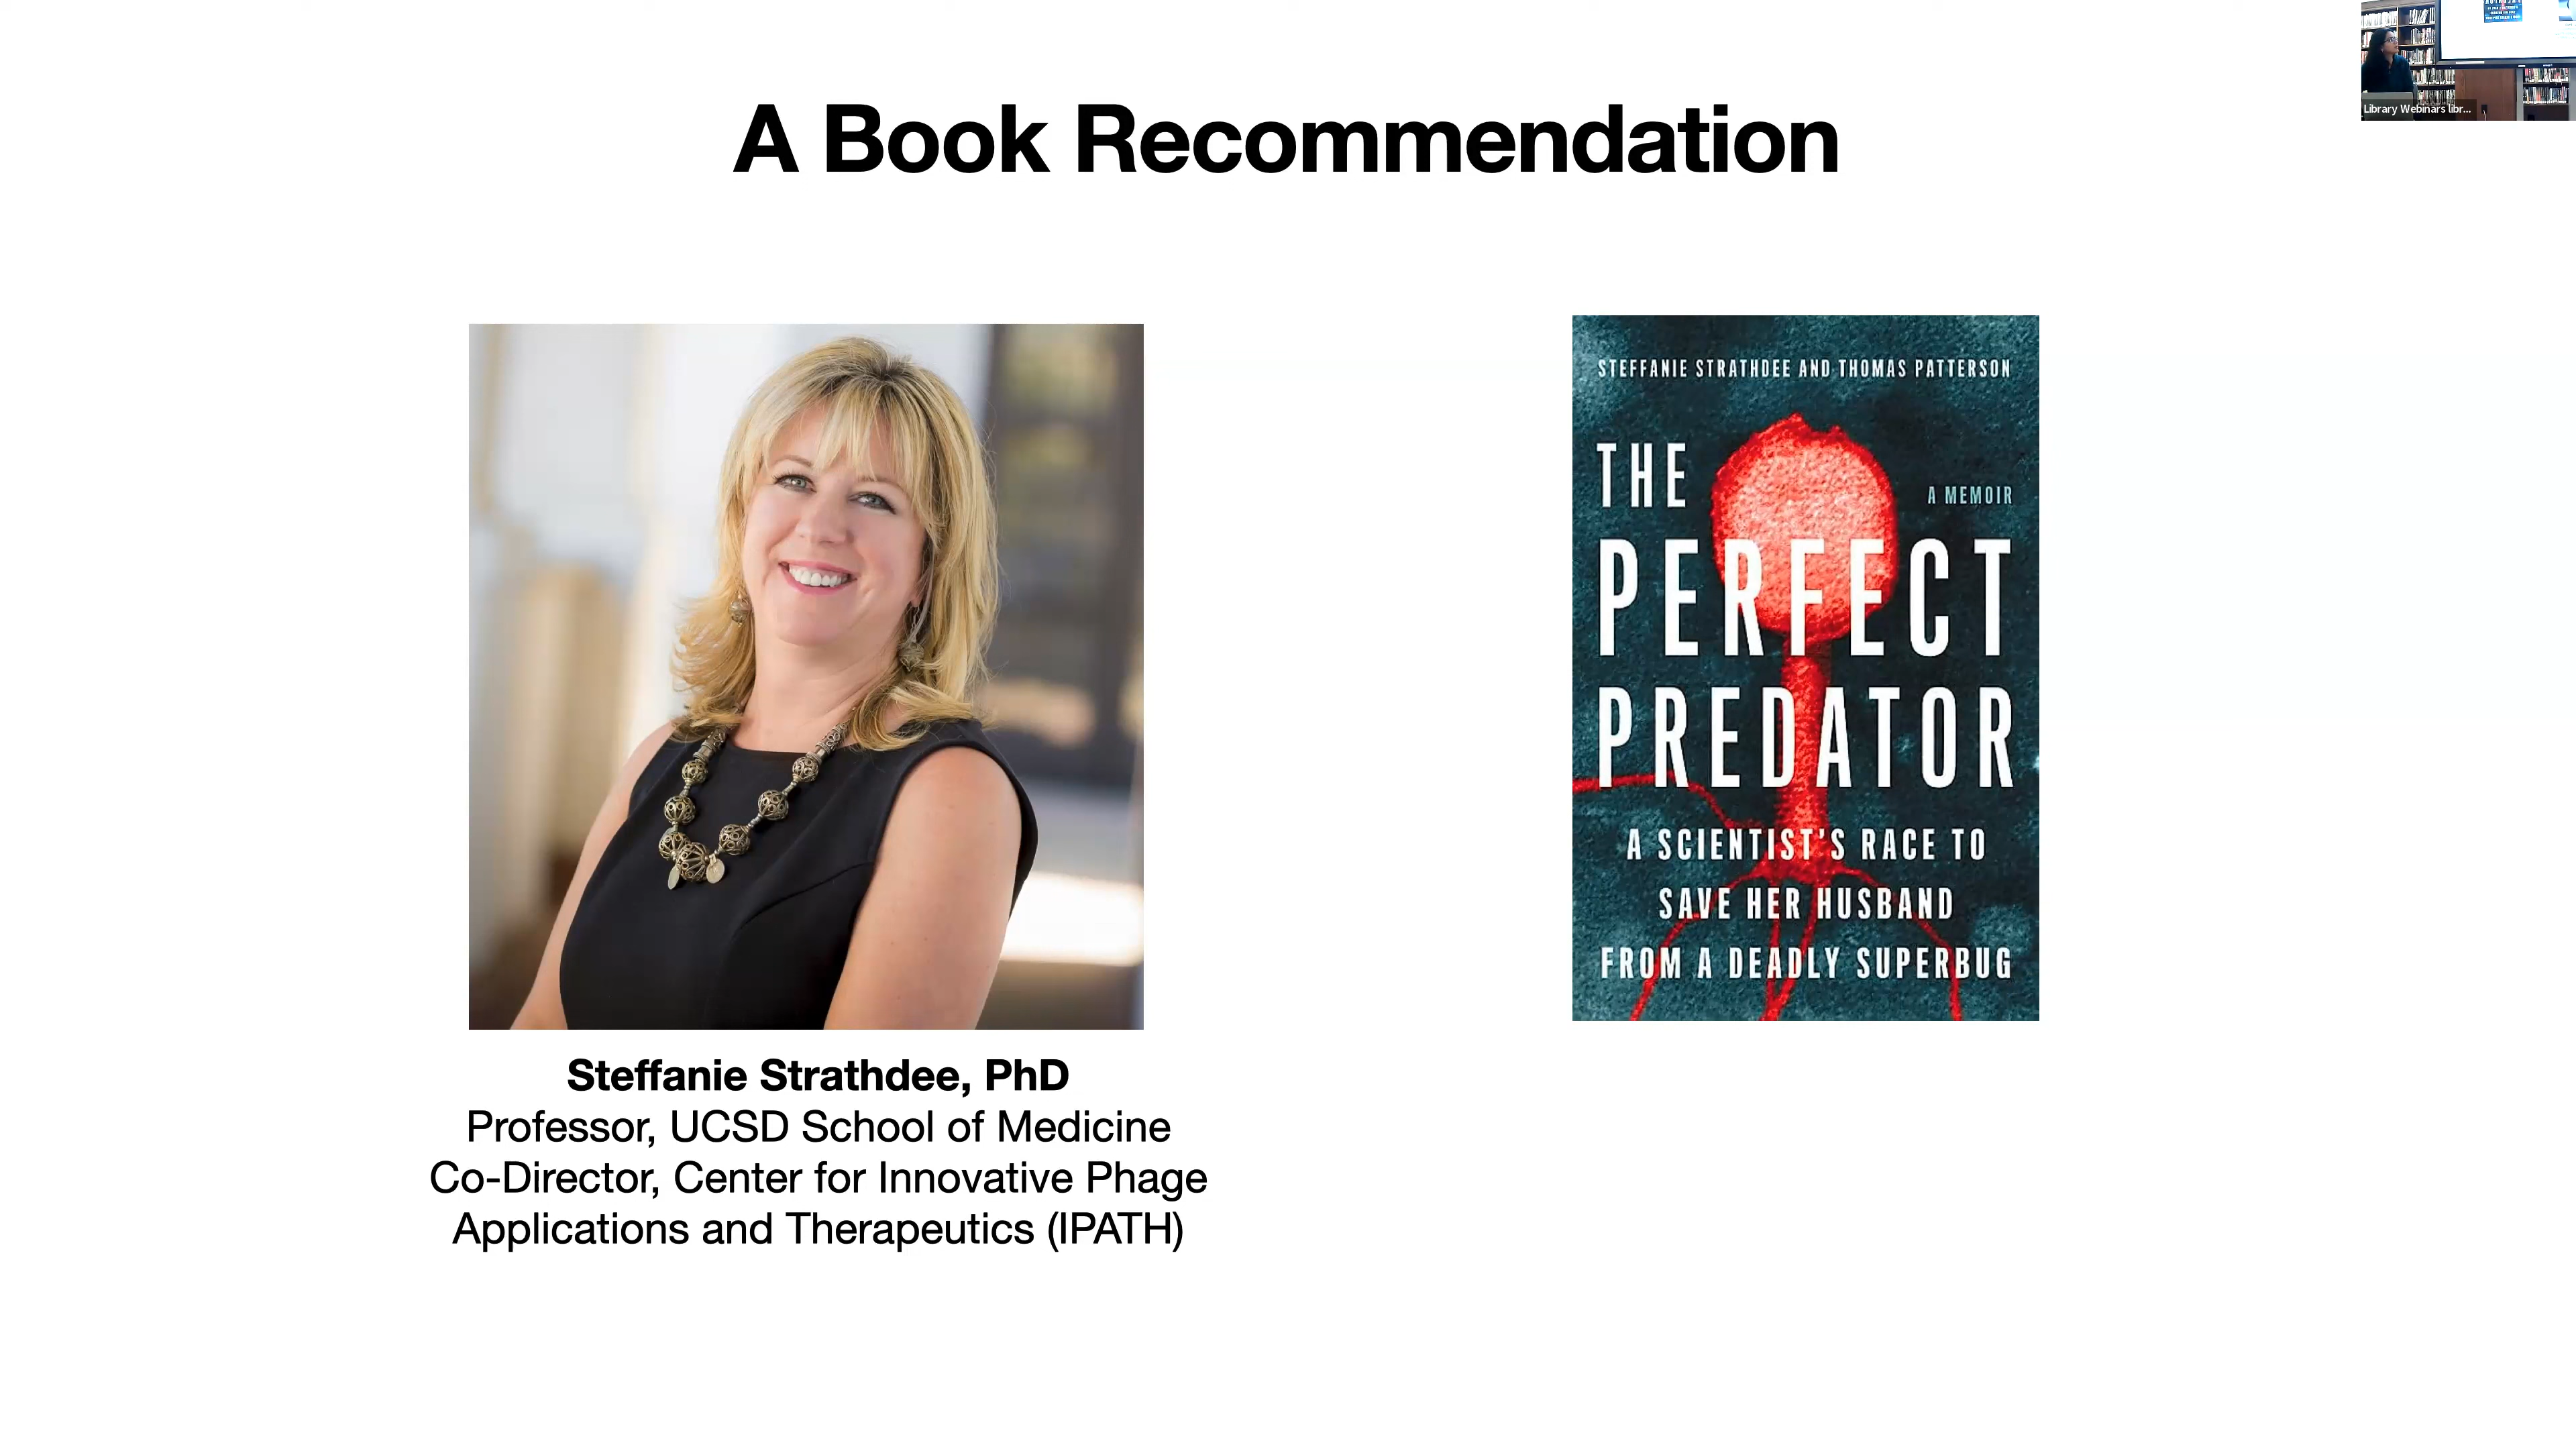 A Book Recommendation
Library Webinars libr...
STEFFANIE STRATHDEE AND THOMAS PATTERSON
THE
A MEMOIR
PERFECT
PREDATOR
A SCIENTIST'S RACE TO
SAVE HER HUSBAND
FROM A DEADLY SUPERBUG
Steffanie Strathdee, PhD
Professor, UCSD School of Medicine
Co-Director, Center for Innovative Phage
Applications and Therapeutics (IPATH)